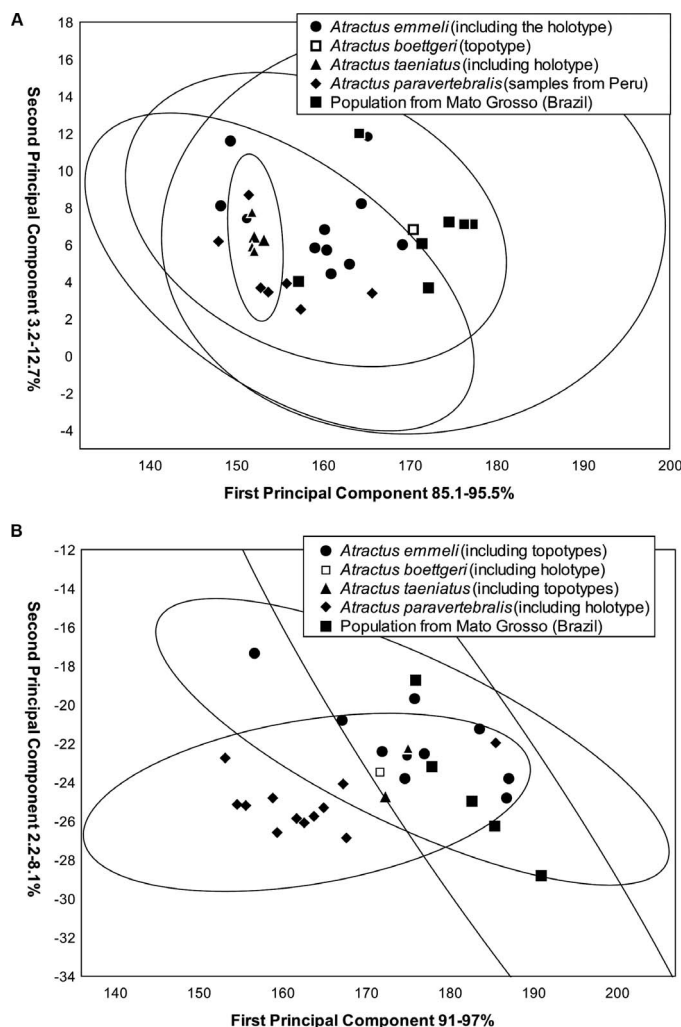 A
Atractus emmeli (including the holotype)
Atractus boettgeri (topotype)
Atractus taeniatus (including holotype)
Atractus paravertebralis (samples from Peru)
Population from Mato Grosso (Brazil)
Second Principal Component 3.2-12.7%
18
16
14
12
10
8
6
4
2
0
-2
-4
140 150 160 170 180 190 200
First Principal Component 85.1-95.5%
B
Atractus emmeli (including topotypes)
Atractus boettgeri (including holotype)
Atractus taeniatus (including topotypes)
Atractus paravertebralis (including holotype)
Population from Mato Grosso (Brazil)
Second Principal Component 2.2-8.1%
-12
-14
-16
-18
-20
-22
-24
-26
-28
-30
-34
140 150 160 170 180 190 200
First Principal Component 91-97%